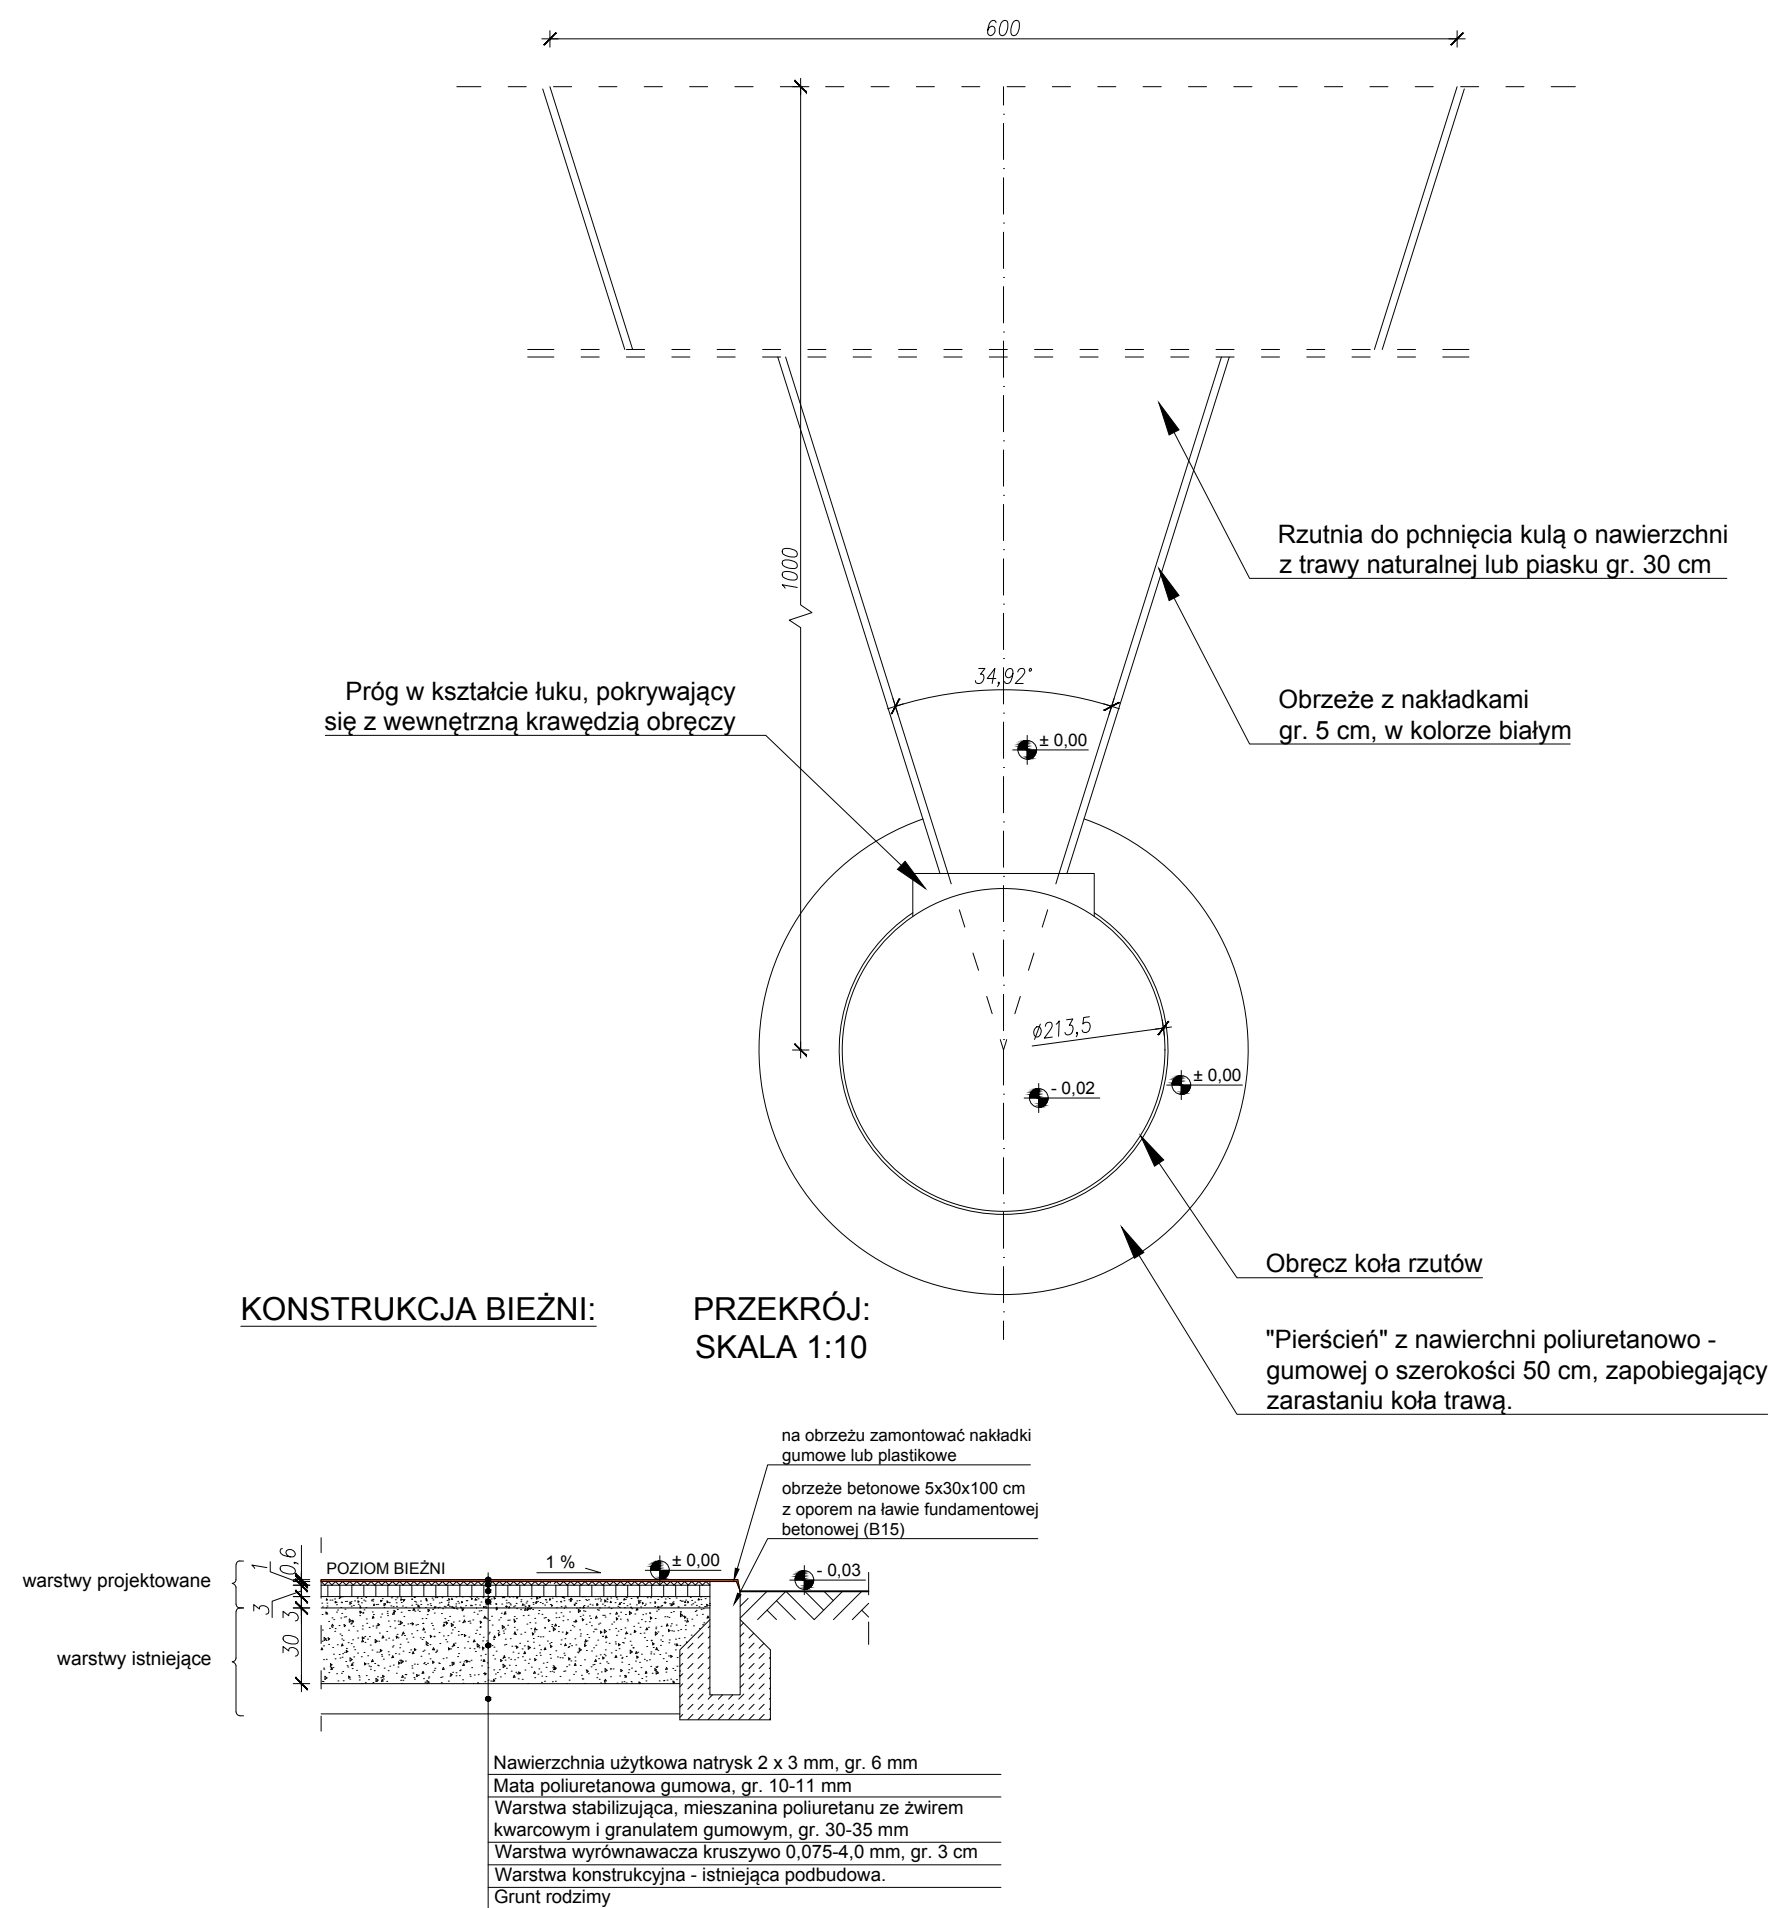 600
1000
Rzutnia do pchnięcia kulą o nawierzchni
z trawy naturalnej lub piasku gr. 30 cm
34,92°
Próg w kształcie łuku, pokrywający
się z wewnętrzną krawędzią obręczy
Obrzeże z nakładkami
gr. 5 cm, w kolorze białym
± 0,00
ø213,5
± 0,00
- 0,02
Obręcz koła rzutów
KONSTRUKCJA BIEŻNI:
PRZEKRÓJ:
SKALA 1:10
"Pierścień" z nawierchni poliuretanowo -
gumowej o szerokości 50 cm, zapobiegający
zarastaniu koła trawą.
na obrzeżu zamontować nakładki
gumowe lub plastikowe
obrzeże betonowe 5x30x100 cm
z oporem na ławie fundamentowej
betonowej (B15)
warstwy projektowane
1
0,6
POZIOM BIEŻNI
1 %
± 0,00
- 0,03
3
3
30
warstwy istniejące
Nawierzchnia użytkowa natrysk 2 x 3 mm, gr. 6 mm
Mata poliuretanowa gumowa, gr. 10-11 mm
Warstwa stabilizująca, mieszanina poliuretanu ze żwirem
kwarcowym i granulatem gumowym, gr. 30-35 mm
Warstwa wyrównawacza kruszywo 0,075-4,0 mm, gr. 3 cm
Warstwa konstrukcyjna - istniejąca podbudowa.
Grunt rodzimy